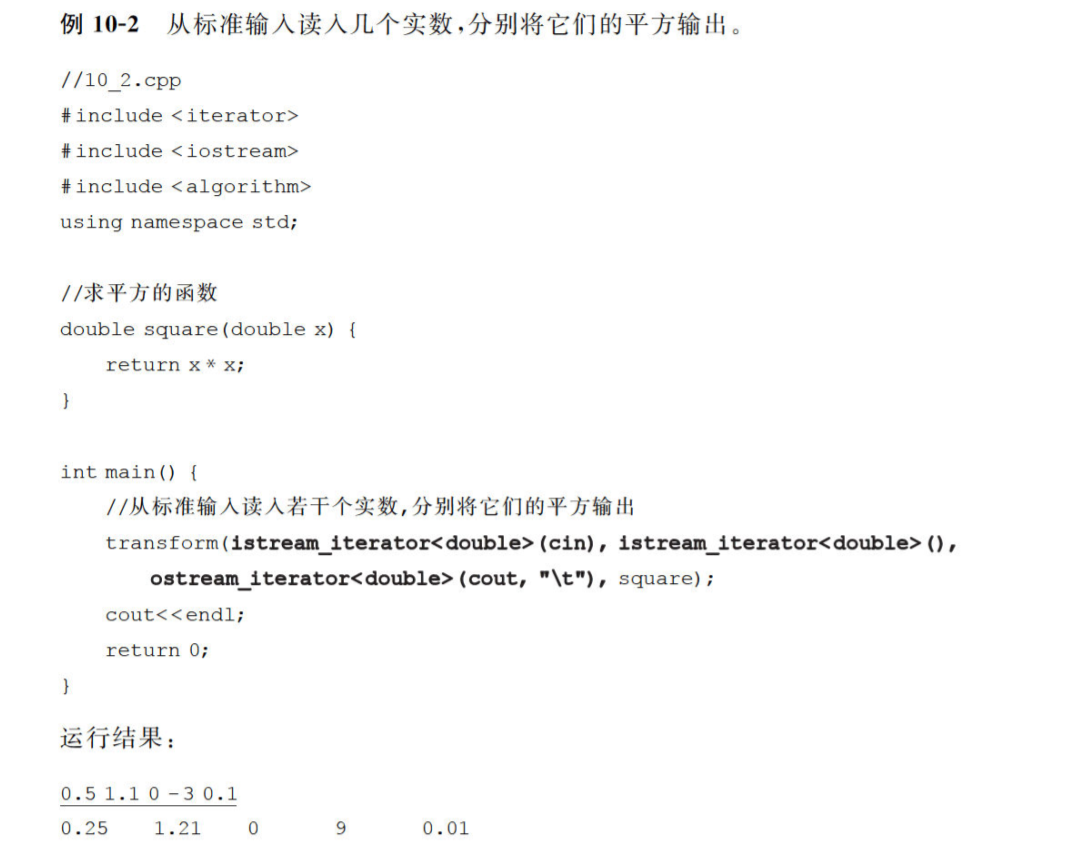 例 10-2 从标准输入读入几个实数,分别将它们的平方输出。
//10_2.cpp
#include <iterator>
#include <iostream>
#include <algorithm>
using namespace std;
//求平方的函数
double square(double x) {
return x * x;
}
int main() {
//从标准输入读入若干个实数,分别将它们的平方输出
transform(istream_iterator<double>(cin), istream_iterator<double>(),
ostream_iterator<double>(cout, "\t"), square);
cout<<endl;
return 0;
}
运行结果:
0.5 1.1 0 -3 0.1
0.25 1.21 0 9 0.01